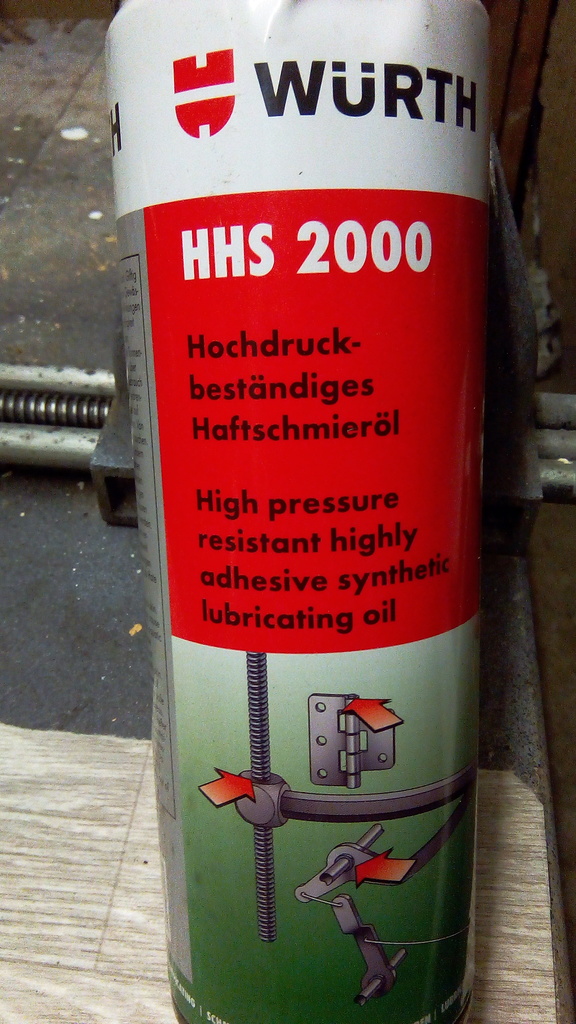 WÜRTH
HHS 2000
Hochdruck-
beständiges
Haftschmieröl
High pressure
resistant highly
adhesive synthetic
lubricating oil